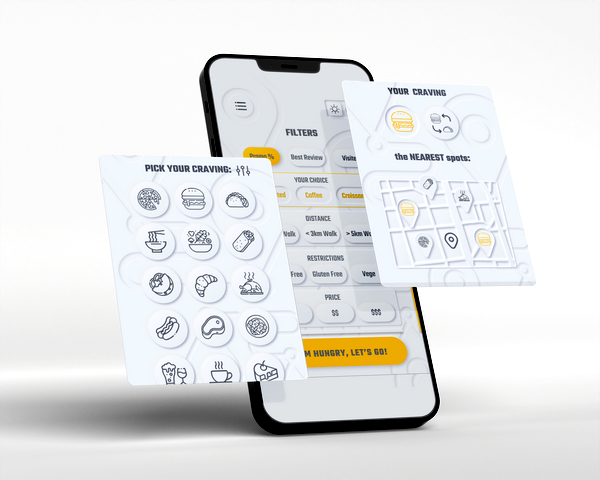 YOUR CRAVING
the NEAREST spots:
PICK YOUR CRAVING:
FILTERS
Promo % Best Review Visite
YOUR CHOICE
Coffee Croissan
DISTANCE
Walk < 3km Walk > 5km Wa
RESTRICTIONS
Free Gluten Free Vege
PRICE
$$ $$$
M HUNGRY, LET'S GO!